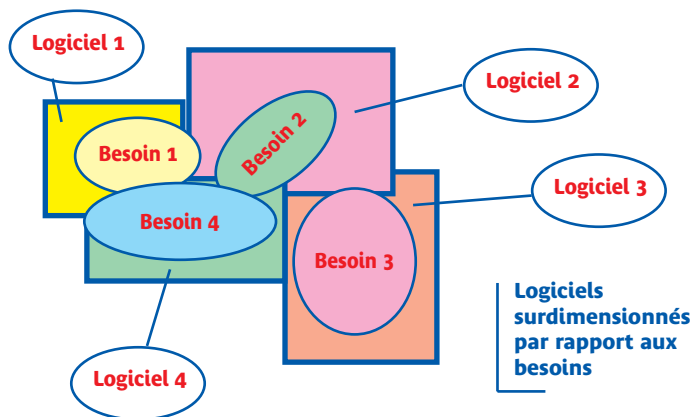 Logiciel 1
Logiciel 2
Besoin 2
Besoin 1
Logiciel 3
Besoin 4
Besoin 3
Logiciels
surdimensionnés
par rapport aux
besoins
Logiciel 4